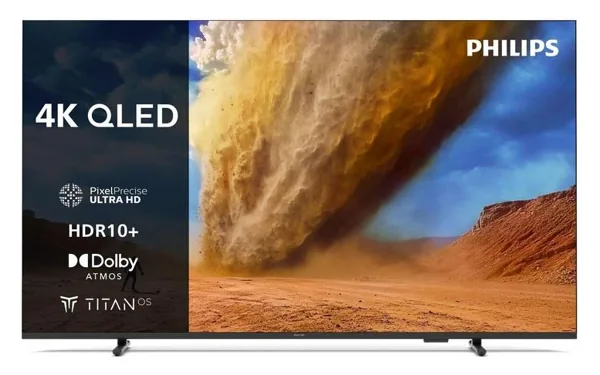 PHILIPS
4K QLED
PixelPrecise
ULTRA HD
HDR10+
Dolby
ATMOS
TITAN OS